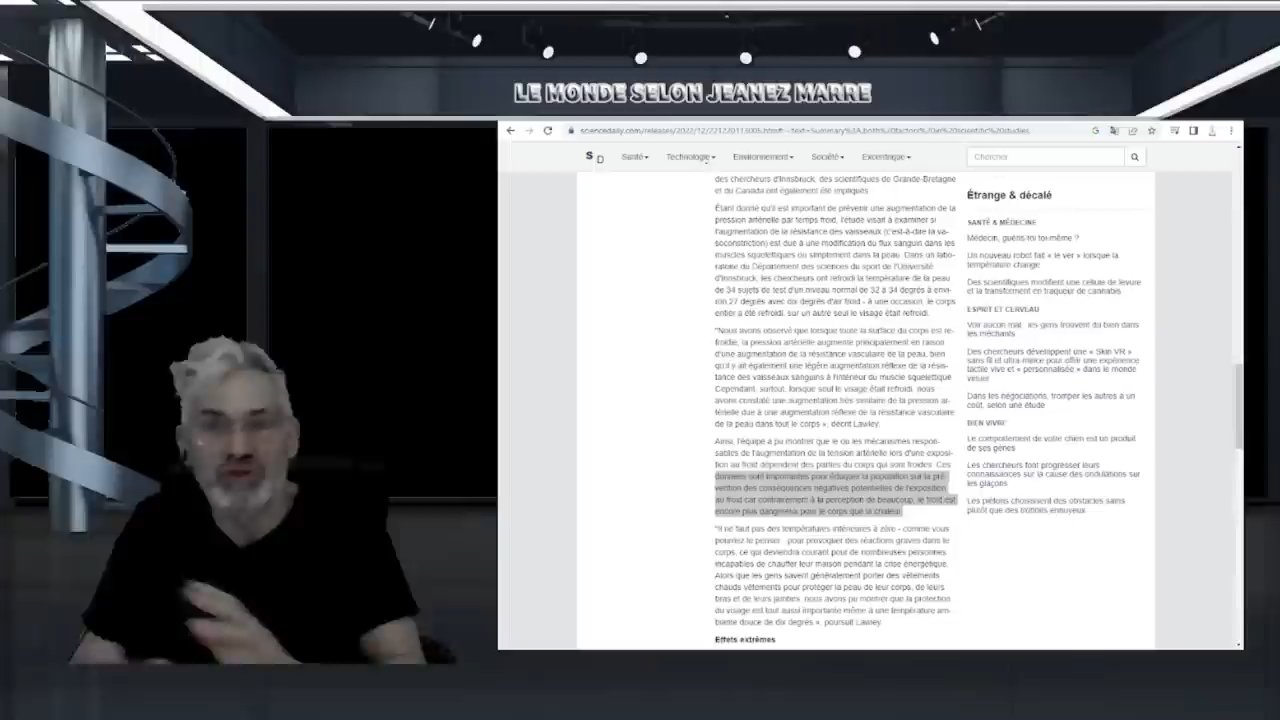 LE MONDE SELON JEANEZ MARRE
S D
Santé
Technologie
Environnement
Société
Excentrique
Chercher
des chercheurs d'Innsbruck, des scientifiques de Grande-Bretagne
et du Canada ont également été impliqués
Étant donné qu'il est important de prévenir une augmentation de la
pression artérielle par temps froid, l'étude visait à examiner si
l'augmentation de la résistance des vaisseaux (c'est-à-dire la va-
soconstriction) est due à une modification du flux sanguin dans les
muscles squelettiques ou simplement dans la peau. Dans un labo-
ratoire du Département des sciences du sport de l'Université
d'Innsbruck, les chercheurs ont refroidi la température de la peau
de 34 sujets de test d'un niveau normal de 32 à 34 degrés à envi-
ron 27 degrés avec dix degrés d'air froid - à une occasion, le corps
entier a été refroidi, sur un autre seul le visage était refroidi.
"Nous avons observé que lorsque toute la surface du corps est re-
froidie, la pression artérielle augmente principalement en raison
d'une augmentation de la résistance vasculaire de la peau, bien
qu'il y ait également une légère augmentation réflexe de la résis-
tance des vaisseaux sanguins à l'intérieur du muscle squelettique
Cependant, surtout, lorsque seul le visage était refroidi, nous
avons constaté une augmentation très similaire de la pression ar-
térielle due à une augmentation réflexe de la résistance vasculaire
de la peau dans tout le corps », décrit Lawley.
Ainsi, l'équipe a pu montrer que le ou les mécanismes respon-
sables de l'augmentation de la tension artérielle lors d'une exposi-
tion au froid dépendent des parties du corps qui sont froides. Ces
données sont importantes pour éduquer la population sur la pré-
vention des conséquences négatives potentielles de l'exposition
au froid car contrairement à la perception de beaucoup, le froid est
encore plus dangereux pour le corps que la chaleur.
"Il ne faut pas des températures inférieures à zéro - comme vous
pourriez le penser - pour provoquer des réactions graves dans le
corps, ce qui deviendra courant pour de nombreuses personnes
incapables de chauffer leur maison pendant la crise énergétique.
Alors que les gens savent généralement porter des vêtements
chauds vêtements pour protéger la peau de leur corps, de leurs
bras et de leurs jambes, nous avons pu montrer que la protection
du visage est tout aussi importante même à une température am-
biante douce de dix degrés », poursuit Lawley
Effets extrêmes
Étrange & décalé
SANTÉ & MÉDECINE
Médecin, guéris-toi toi-même ?
Un nouveau robot fait « le ver » lorsque la
température change
Des scientifiques modifient une cellule de levure
et la transforment en traqueur de cannabis
ESPRIT ET CERVEAU
Voir aucun mal : les gens trouvent du bien dans
les méchants
Des chercheurs développent une « Skin VR »
sans fil et ultra-mince pour offrir une expérience
tactile vive et « personnalisée » dans le monde
virtuel
Dans les négociations, tromper les autres a un
coût, selon une étude
BIEN VIVRE
Le comportement de votre chien est un produit
de ses gènes
Les chercheurs font progresser leurs
connaissances sur la cause des ondulations sur
les glaçons
Les piétons choisissent des obstacles sains
plutôt que des trottoirs ennuyeux